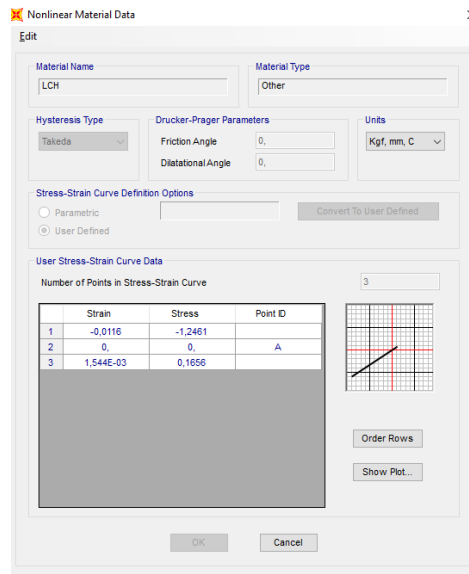 Nonlinear Material Data
Edit
Material Name
Material Type
LCH
Other
Hysteresis Type
Drucker-Prager Parameters
Units
Takeda
Friction Angle
0,
Kgf, mm, C
Dilatational Angle
0,
Stress-Strain Curve Definition Options
Parametric
Convert To User Defined
User Defined
User Stress-Strain Curve Data
Number of Points in Stress-Strain Curve
3
Strain Stress Point ID
1 -0,0116 -1,2461
2 0, 0, A
3 1,544E-03 0,1656
Order Rows
Show Plot...
OK
Cancel